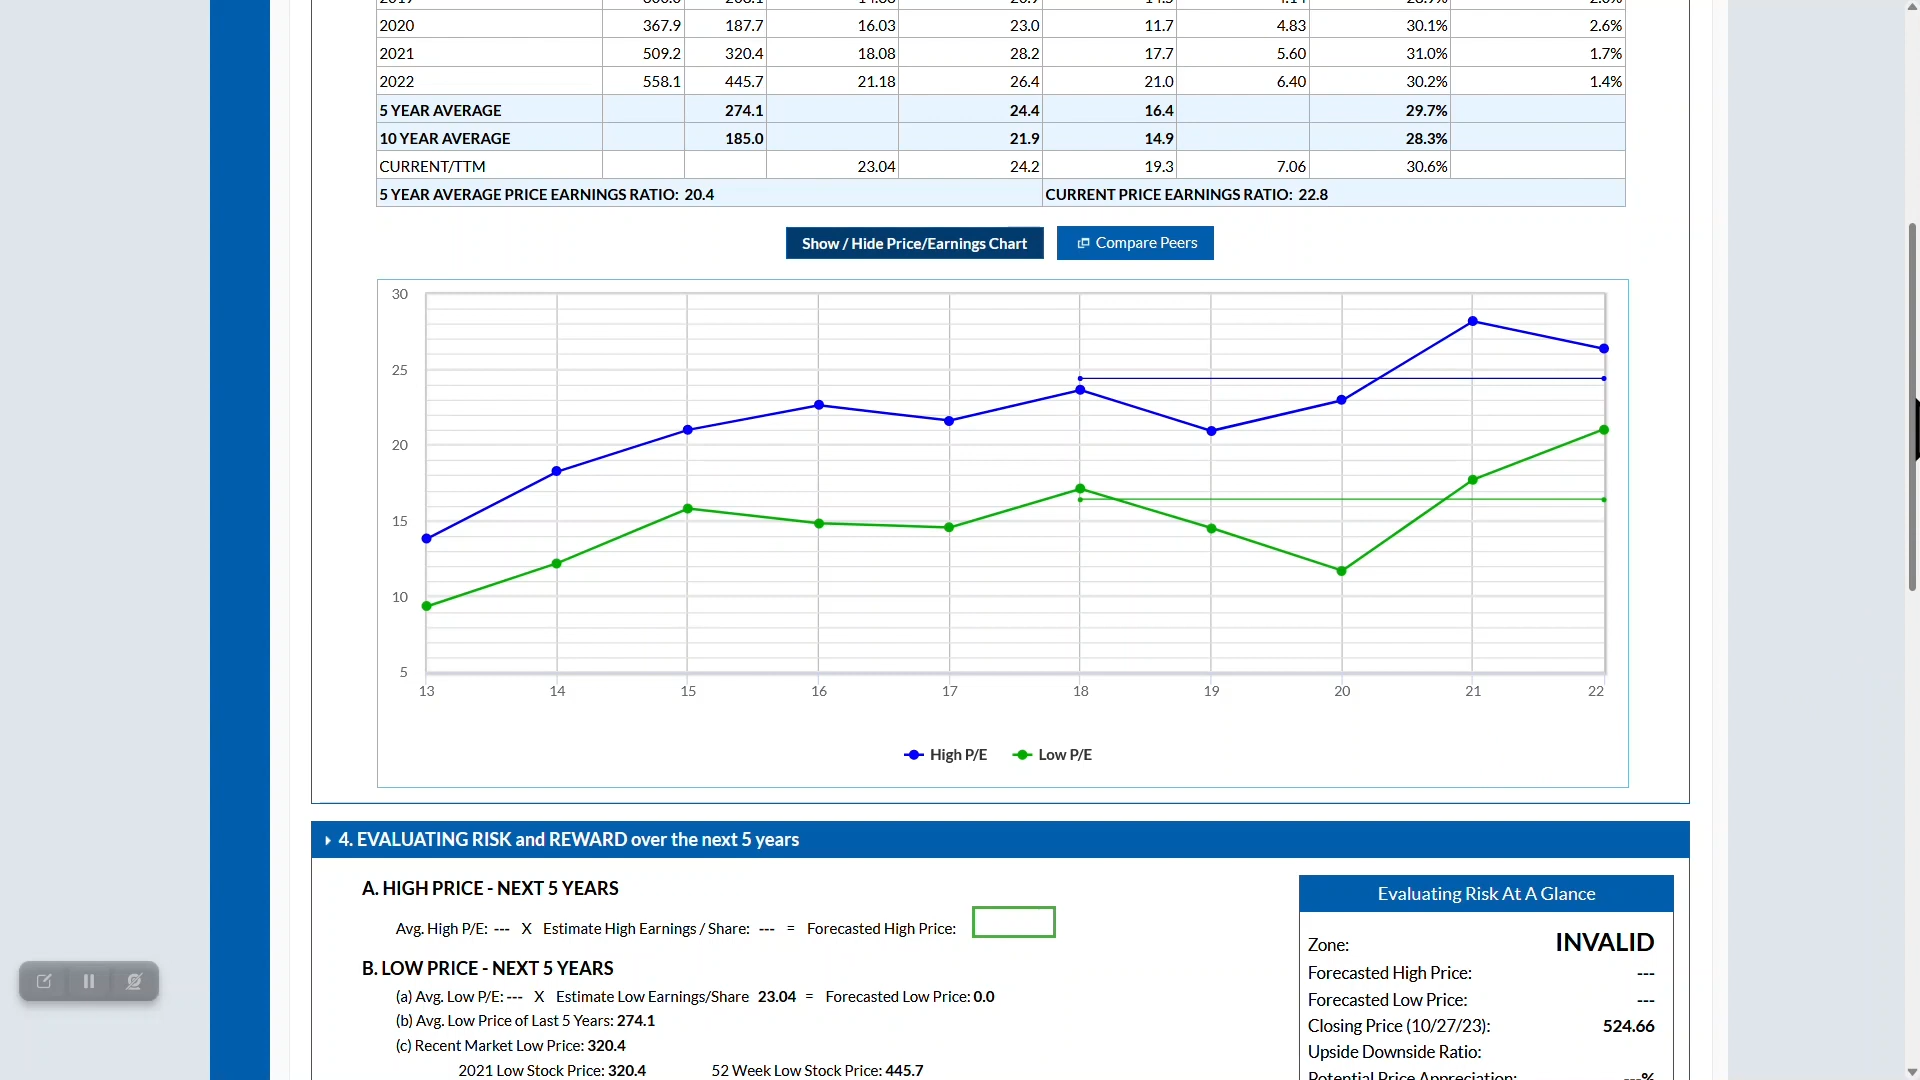 2020 367.9 187.7 16.03 23.0 11.7 4.83 30.1% 2.6%
2021 509.2 320.4 18.08 28.2 17.7 5.60 31.0% 1.7%
2022 558.1 445.7 21.18 26.4 21.0 6.40 30.2% 1.4%
5 YEAR AVERAGE 274.1 24.4 16.4 29.7%
10 YEAR AVERAGE 185.0 21.9 14.9 28.3%
CURRENT/TTM 23.04 24.2 19.3 7.06 30.6%
5 YEAR AVERAGE PRICE EARNINGS RATIO: 20.4 CURRENT PRICE EARNINGS RATIO: 22.8
Show / Hide Price/Earnings Chart Compare Peers
30
25
20
15
10
5
13 14 15 16 17 18 19 20 21 22
High P/E Low P/E
4. EVALUATING RISK and REWARD over the next 5 years
A. HIGH PRICE - NEXT 5 YEARS
Avg. High P/E: --- X Estimate High Earnings / Share: --- = Forecasted High Price:
B. LOW PRICE - NEXT 5 YEARS
(a) Avg. Low P/E: --- X Estimate Low Earnings/Share 23.04 = Forecasted Low Price: 0.0
(b) Avg. Low Price of Last 5 Years: 274.1
(c) Recent Market Low Price: 320.4
2021 Low Stock Price: 320.4 52 Week Low Stock Price: 445.7
Evaluating Risk At A Glance
Zone: INVALID
Forecasted High Price: ---
Forecasted Low Price: ---
Closing Price (10/27/23): 524.66
Upside Downside Ratio:
Potential Price Appreciation: ---%